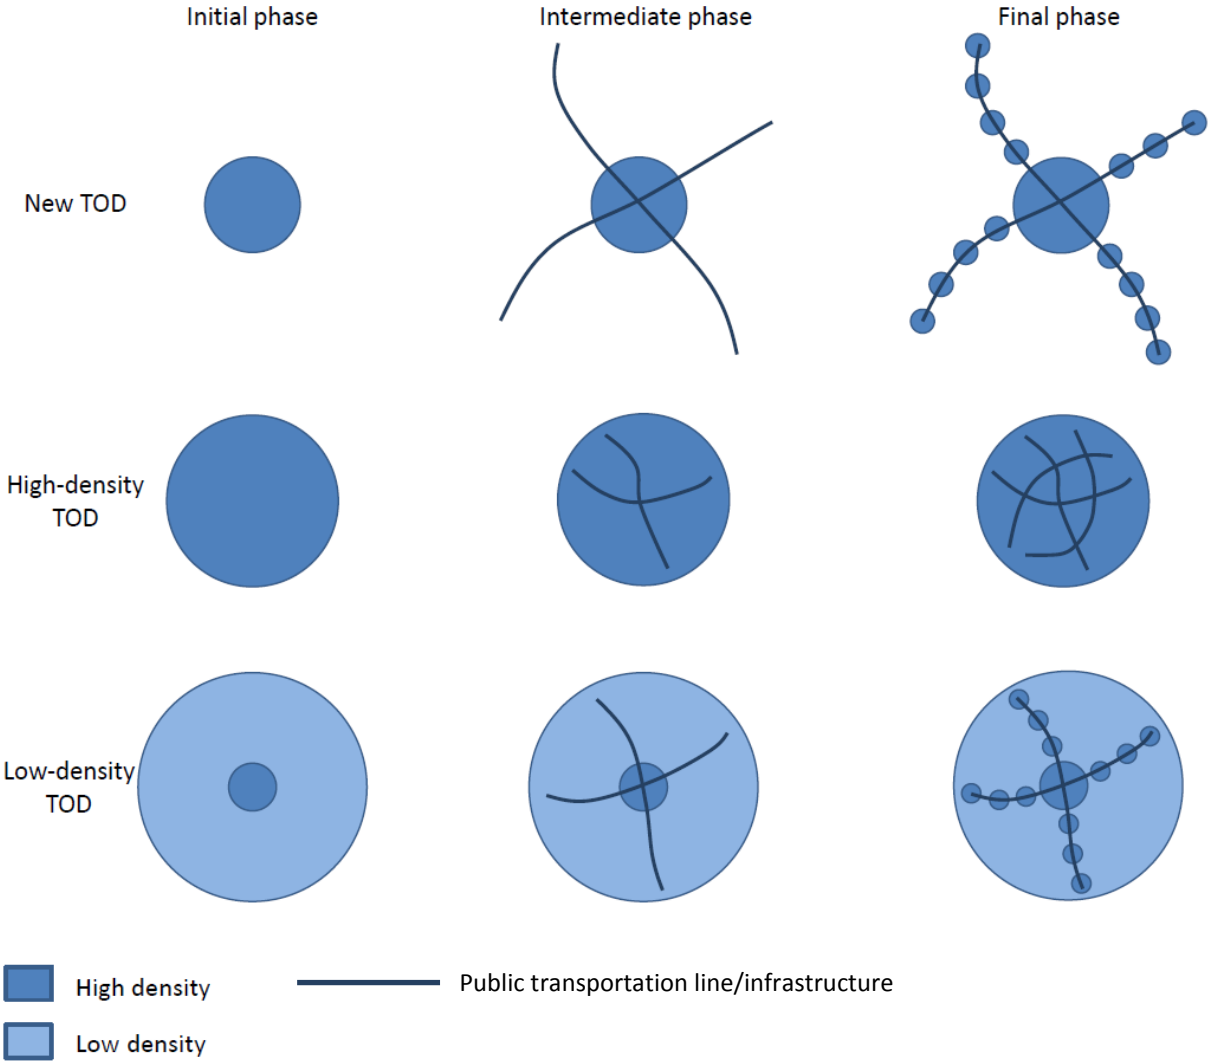 Initial phase
Intermediate phase
Final phase
New TOD
High-density
TOD
Low-density
TOD
High density
Public transportation line/infrastructure
Low density